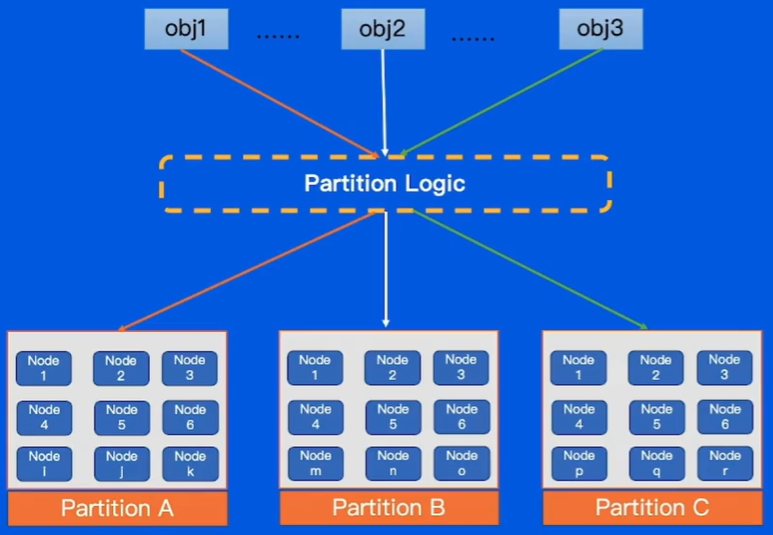 obj1 ...... obj2 ...... obj3
Partition Logic
Node 1
Node 2
Node 3
Node 4
Node 5
Node 6
Node i
Node j
Node k
Partition A
Node 1
Node 2
Node 3
Node 4
Node 5
Node 6
Node m
Node n
Node o
Partition B
Node 1
Node 2
Node 3
Node 4
Node 5
Node 6
Node p
Node q
Node r
Partition C